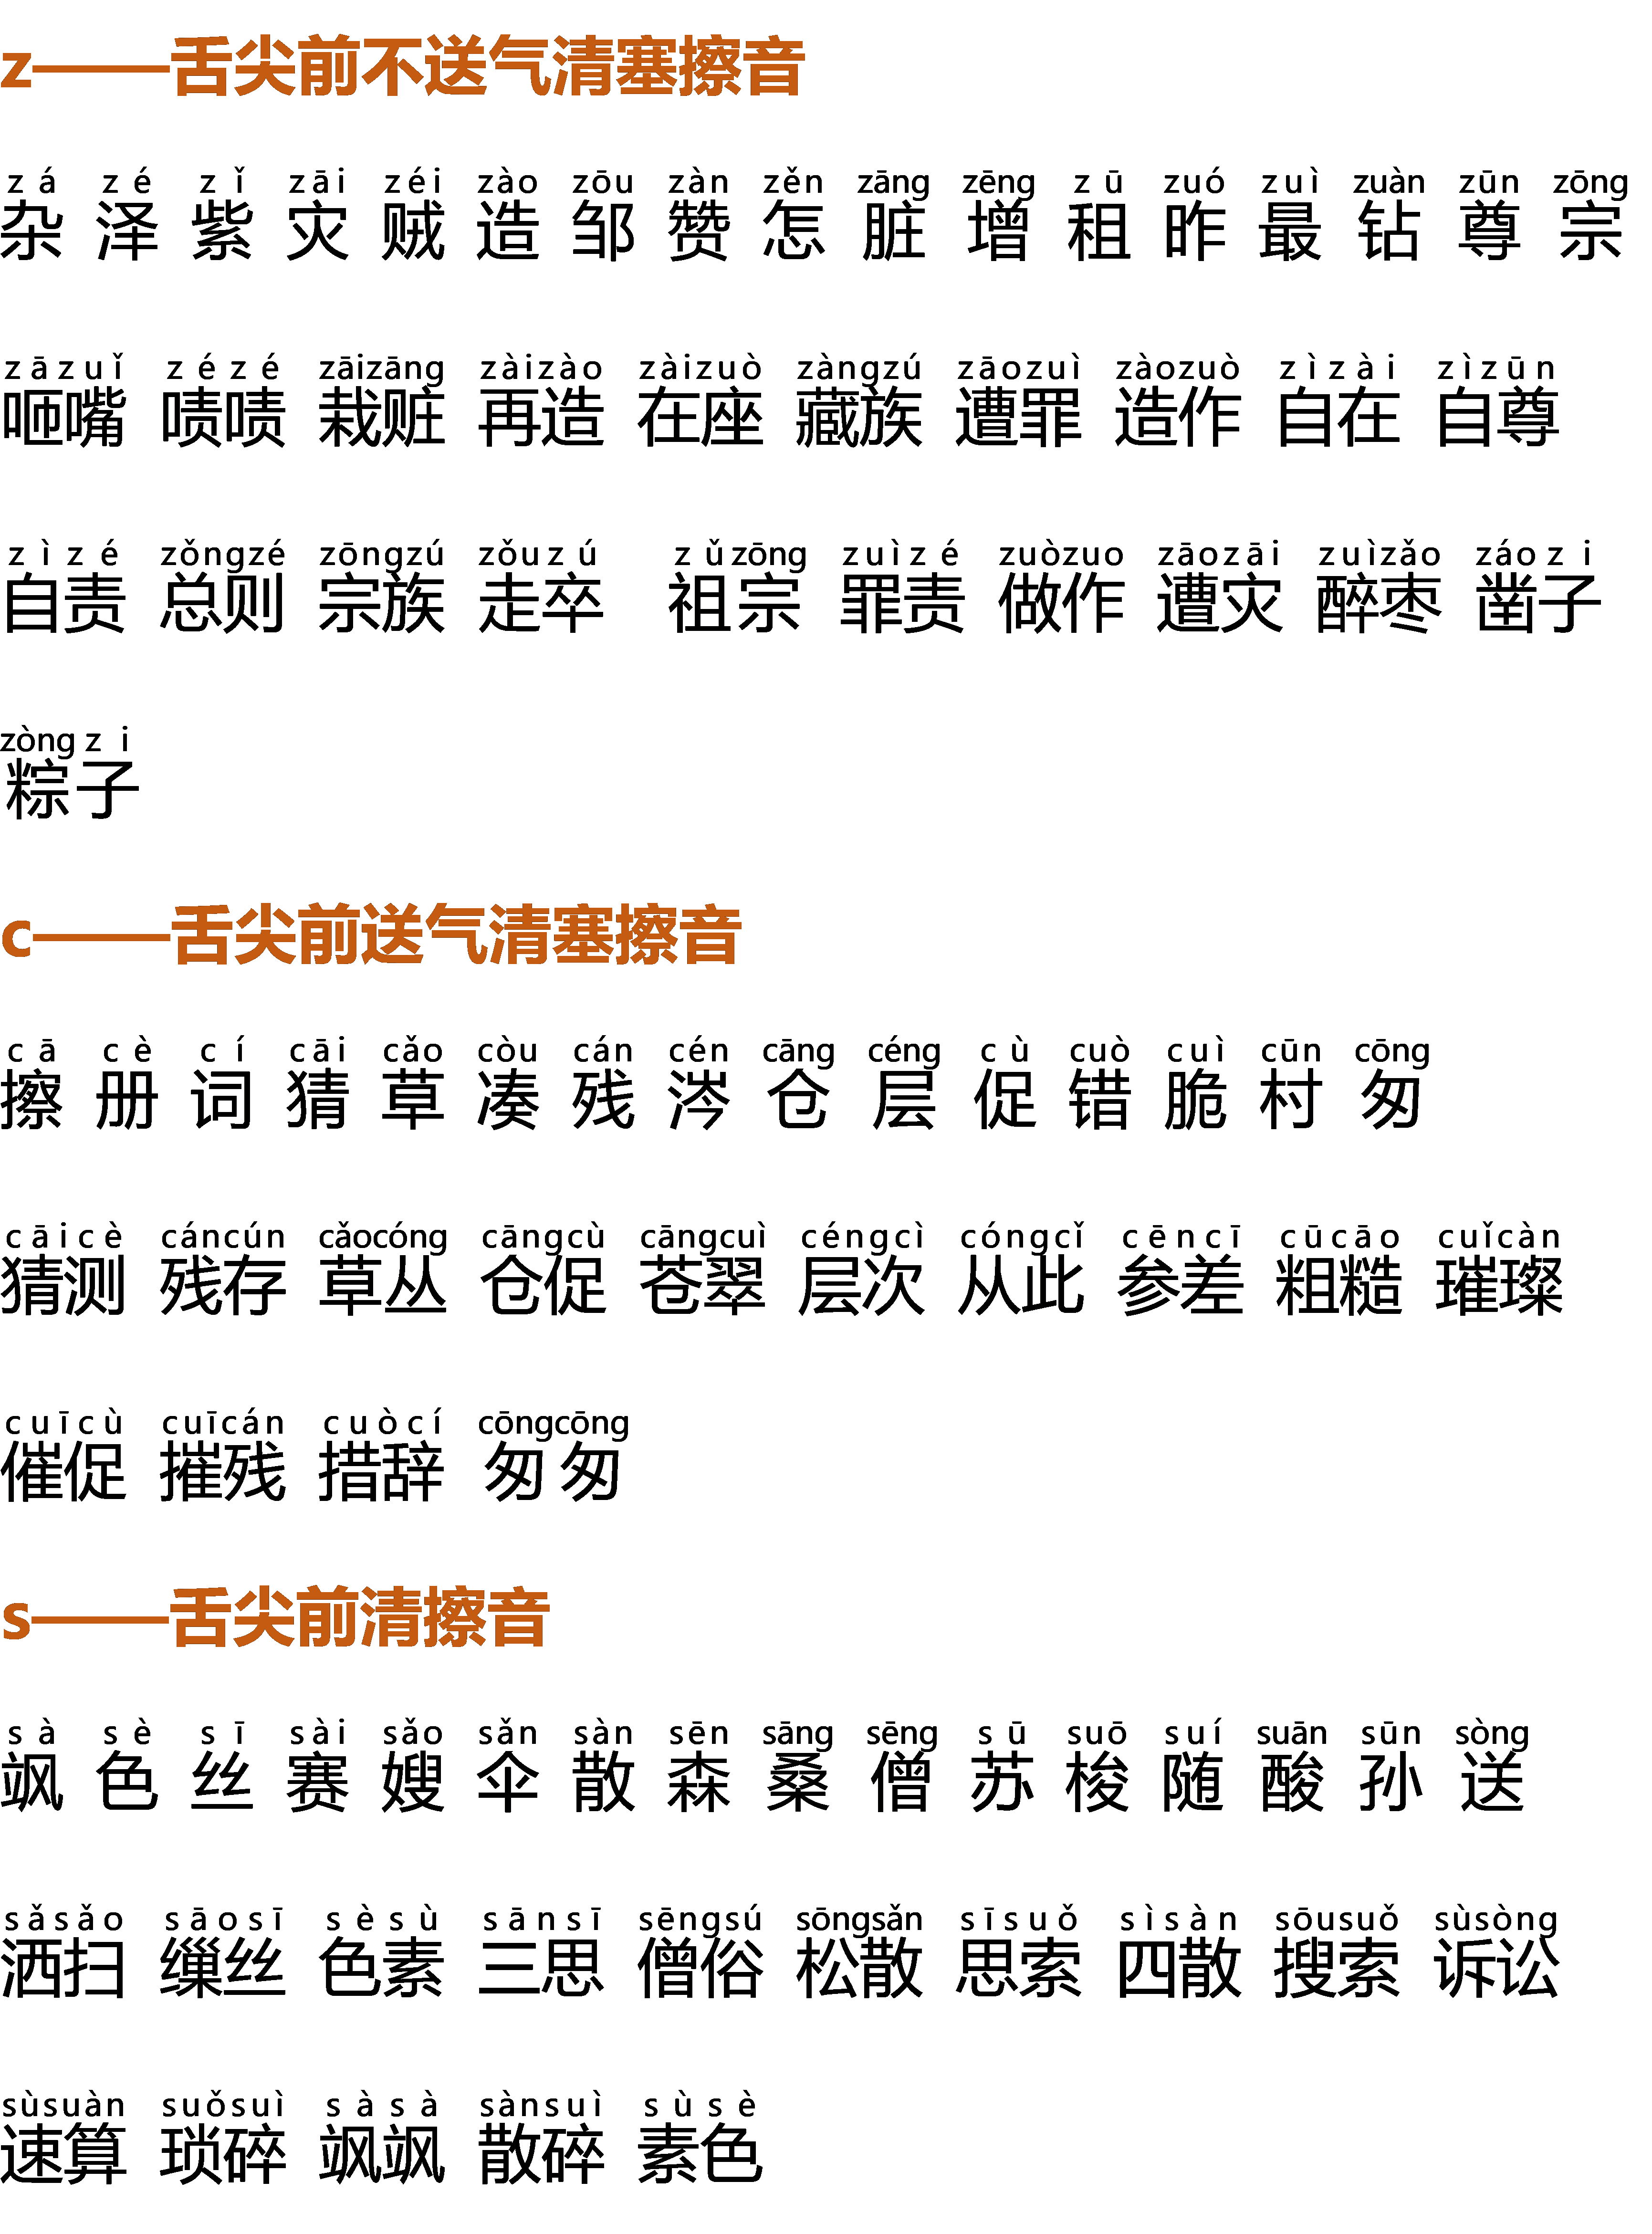 z——舌尖前不送气清塞擦音
zá zé zǐ zāi zéi zào zōu zàn zěn zāng zēng zū zuó zuì zuàn zūn zōng
杂 泽 紫 灾 贼 造 邹 赞 怎 脏 增 租 昨 最 钻 尊 宗
zāzuǐ zézé zāizāng zàizào zàizuò zàngzú zāozuì zàozuò zìzài zìzūn
咂嘴 啧啧 栽赃 再造 在座 藏族 遭罪 造作 自在 自尊
zìzé zǒngzé zōngzú zǒuzú zǔzōng zuìzé zuòzuo zāozāi zuìzǎo záozi
自责 总则 宗族 走卒 祖宗 罪责 做作 遭灾 醉枣 凿子
zòngzi
粽子
c——舌尖前送气清塞擦音
cā cè cí cāi cǎo còu cán cén cāng céng cù cuò cuì cūn cōng
擦 册 词 猜 草 凑 残 涔 仓 层 促 错 脆 村 匆
cāicè cáncún cǎocóng cāngcù cāngcuì céngcì cóngcǐ cēncī cūcāo cuǐcàn
猜测 残存 草丛 仓促 苍翠 层次 从此 参差 粗糙 璀璨
cuīcù cuīcán cuòcí cōngcōng
催促 摧残 措辞 匆匆
s——舌尖前清擦音
sà sè sī sài sǎo sǎn sàn sēn sāng sēng sū suō suí suān sūn sòng
飒 色 丝 赛 嫂 伞 散 森 桑 僧 苏 梭 随 酸 孙 送
sǎsǎo sāosī sèsù sānsī sēngsú sōngsǎn sīsuǒ sìsàn sōusuǒ sùsòng
洒扫 缫丝 色素 三思 僧俗 松散 思索 四散 搜索 诉讼
sùsuàn suǒsuì sàsà sànsuì sùsè
速算 琐碎 飒飒 散碎 素色